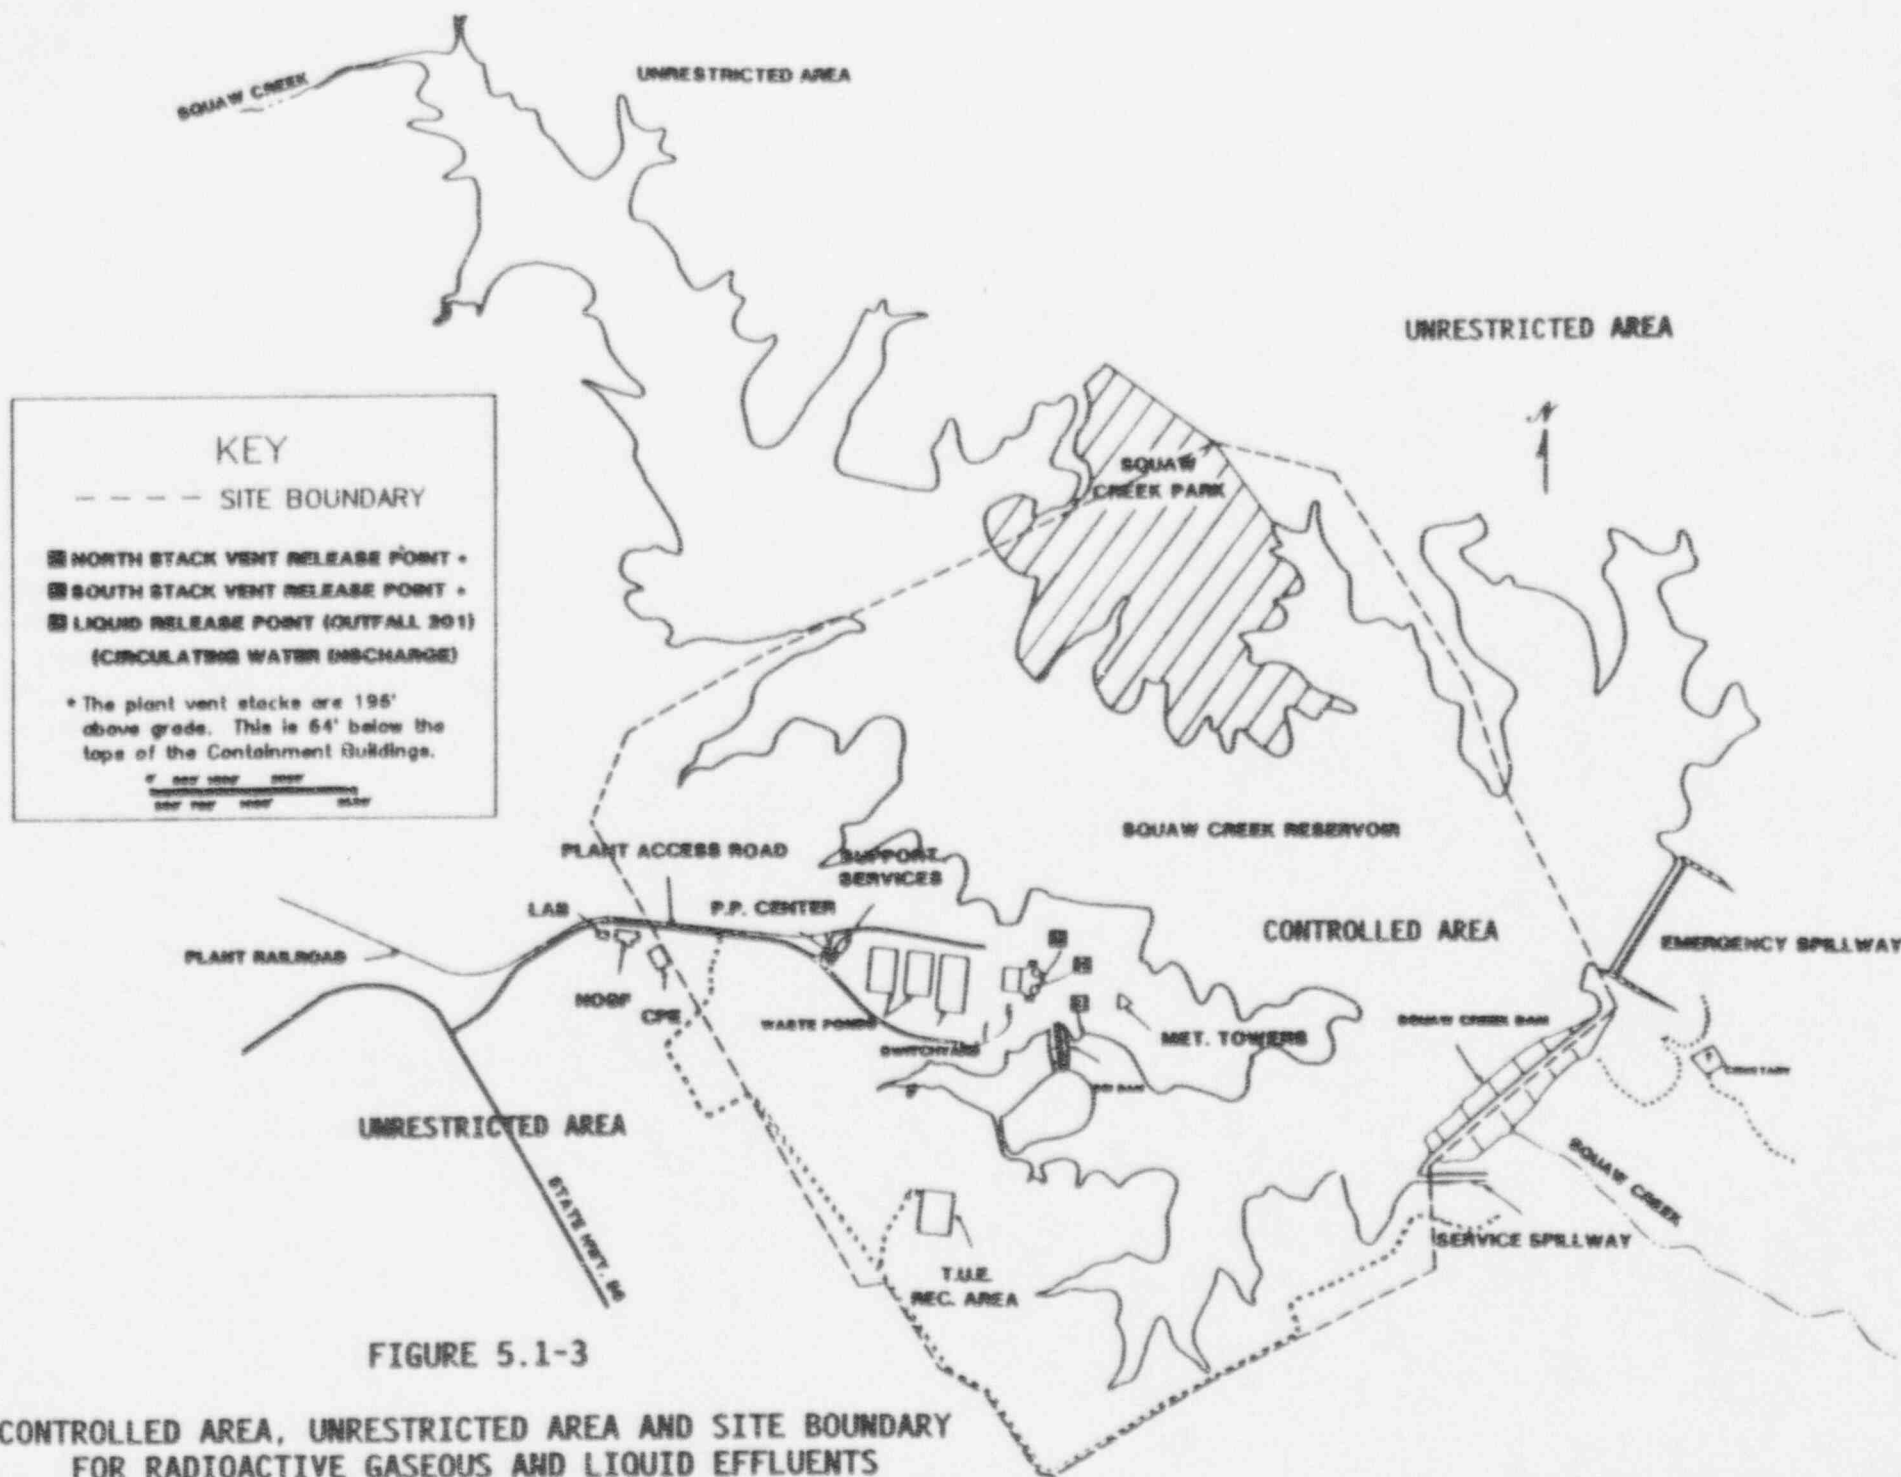 SQUAW CREEK
UNRESTRICTED AREA
UNRESTRICTED AREA
N
KEY
SITE BOUNDARY
NORTH STACK VENT RELEASE POINT *
SOUTH STACK VENT RELEASE POINT *
LIQUID RELEASE POINT (OUTFALL 201)
(CIRCULATING WATER DISCHARGE)
* The plant vent stacks are 195'
above grade. This is 64' below the
tops of the Containment Buildings.
SQUAW
CREEK PARK
SQUAW CREEK RESERVOIR
PLANT ACCESS ROAD
SUPPORT
SERVICES
LAB
P.P. CENTER
CONTROLLED AREA
EMERGENCY SPILLWAY
PLANT RAILROAD
NOSF
CPE
WASTE PONDS
SWITCHYARD
MET. TOWERS
SQUAW CREEK DAM
CEMETARY
UNRESTRICTED AREA
STATE HWY.
SQUAW CREEK
SERVICE SPILLWAY
T.U.E.
REC. AREA
FIGURE 5.1-3
CONTROLLED AREA, UNRESTRICTED AREA AND SITE BOUNDARY
FOR RADIOACTIVE GASEOUS AND LIQUID EFFLUENTS